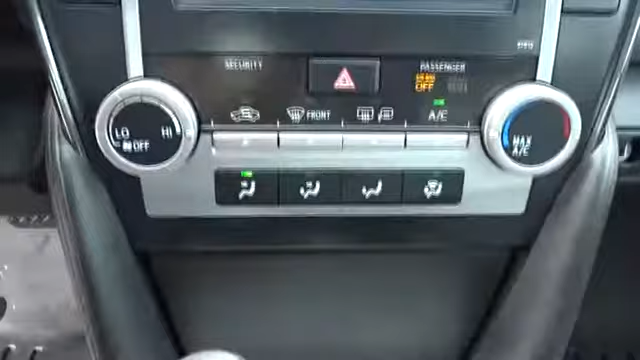 SECURITY
PASSENGER
OFF
FRONT
A/C
LO
HI
OFF
MAX
A/C